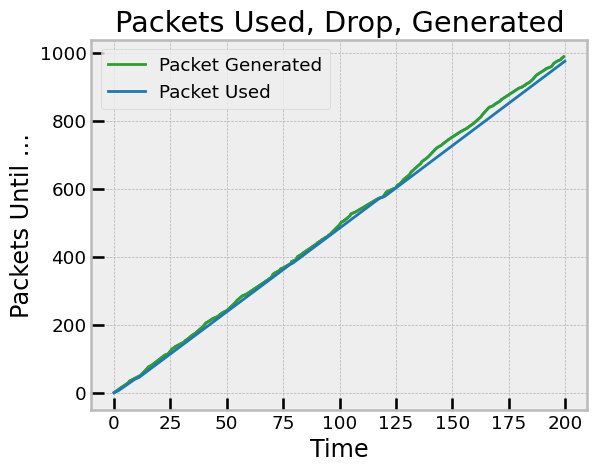 Packets Used, Drop, Generated
Packet Generated
Packet Used
Packets Until ...
1000
800
600
400
200
0
0 25 50 75 100 125 150 175 200
Time